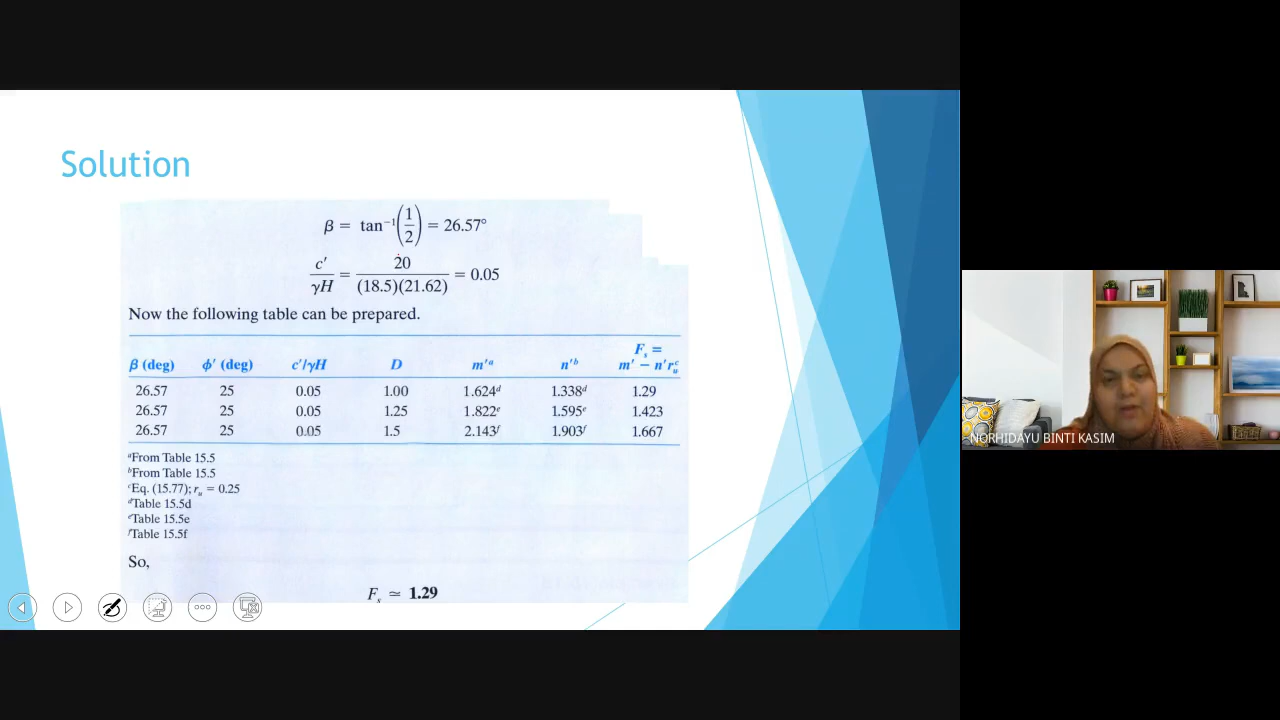 Solution
β = tan⁻¹(1/2) = 26.57°
c′/γH = 20/(18.5)(21.62) = 0.05
Now the following table can be prepared.
β (deg) ϕ′ (deg) c′/γH D m′ᵃ n′ᵇ Fₛ = m′ − n′rᵤᶜ
26.57 25 0.05 1.00 1.624ᵈ 1.338ᵈ 1.29
26.57 25 0.05 1.25 1.822ᵉ 1.595ᵉ 1.423
26.57 25 0.05 1.5 2.143ᶠ 1.903ᶠ 1.667
ᵃFrom Table 15.5
ᵇFrom Table 15.5
ᶜEq. (15.77); rᵤ = 0.25
ᵈTable 15.5d
ᵉTable 15.5e
ᶠTable 15.5f
So,
Fₛ ≃ 1.29
NORHIDAYU BINTI KASIM